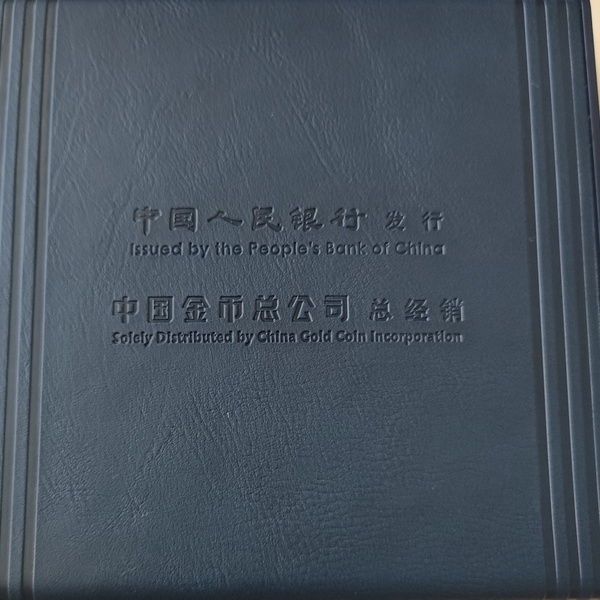 中国人民银行 发行
Issued by the People's Bank of China
中国金币总公司 总经销
Solely Distributed by China Gold Coin Incorporation